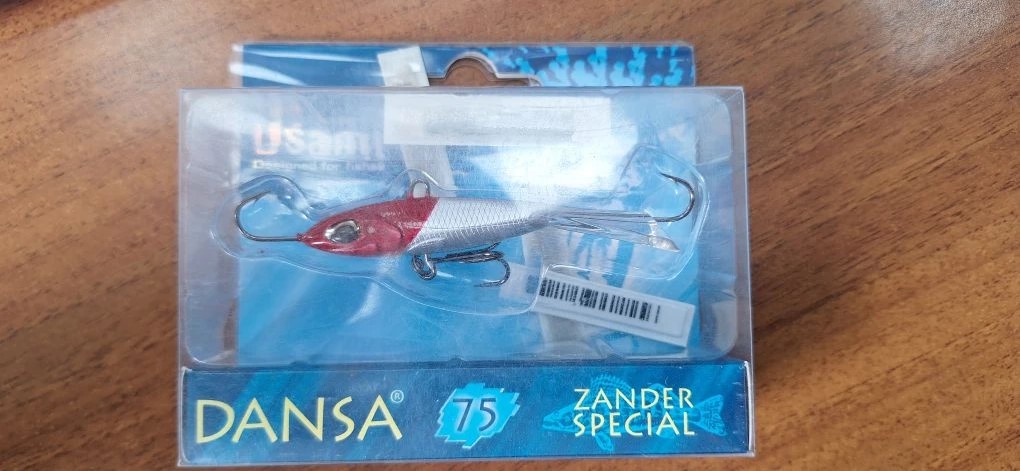 Usami
DANSA®
75
ZANDER
SPECIAL